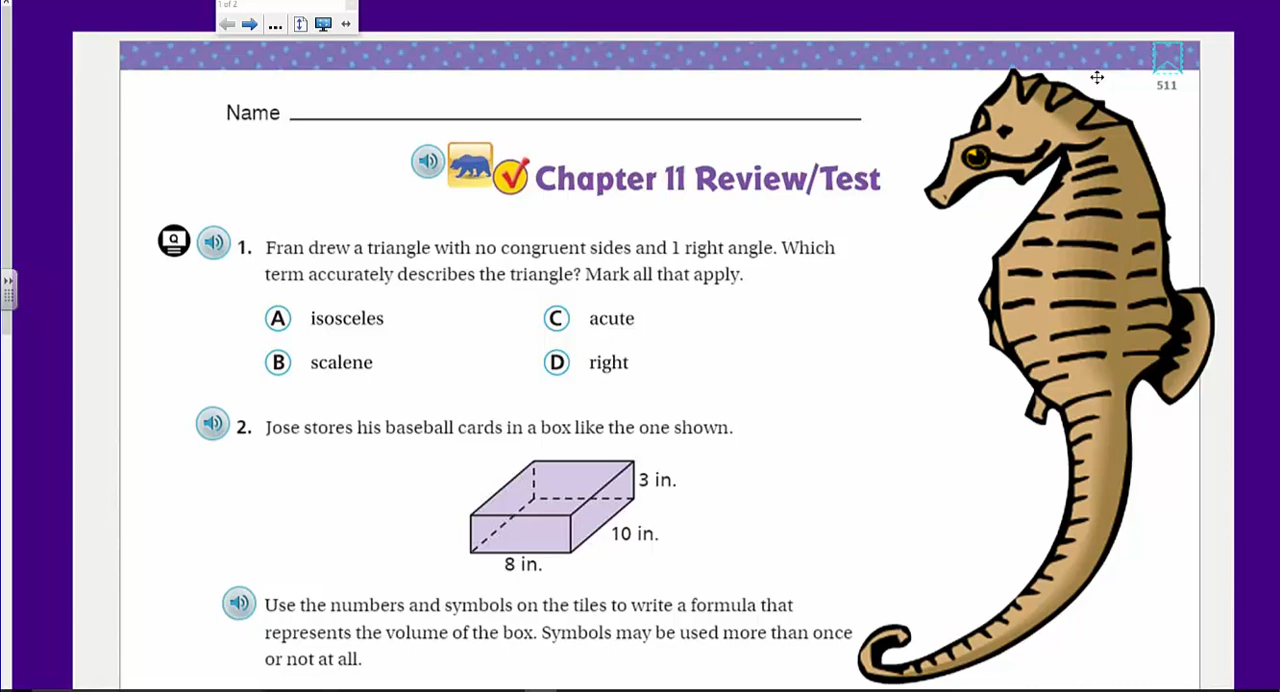 1 of 2
511
Name
Chapter 11 Review/Test
Q
1. Fran drew a triangle with no congruent sides and 1 right angle. Which
term accurately describes the triangle? Mark all that apply.
A isosceles
C acute
B scalene
D right
2. Jose stores his baseball cards in a box like the one shown.
3 in.
10 in.
8 in.
Use the numbers and symbols on the tiles to write a formula that
represents the volume of the box. Symbols may be used more than once
or not at all.